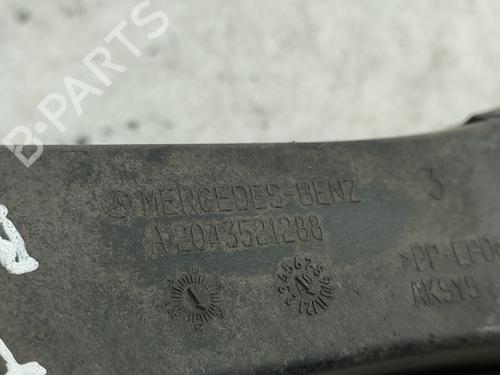 B-PARTS
MERCEDES-BENZ 3
A 2043521288
>PP-EPDM
AKSYS